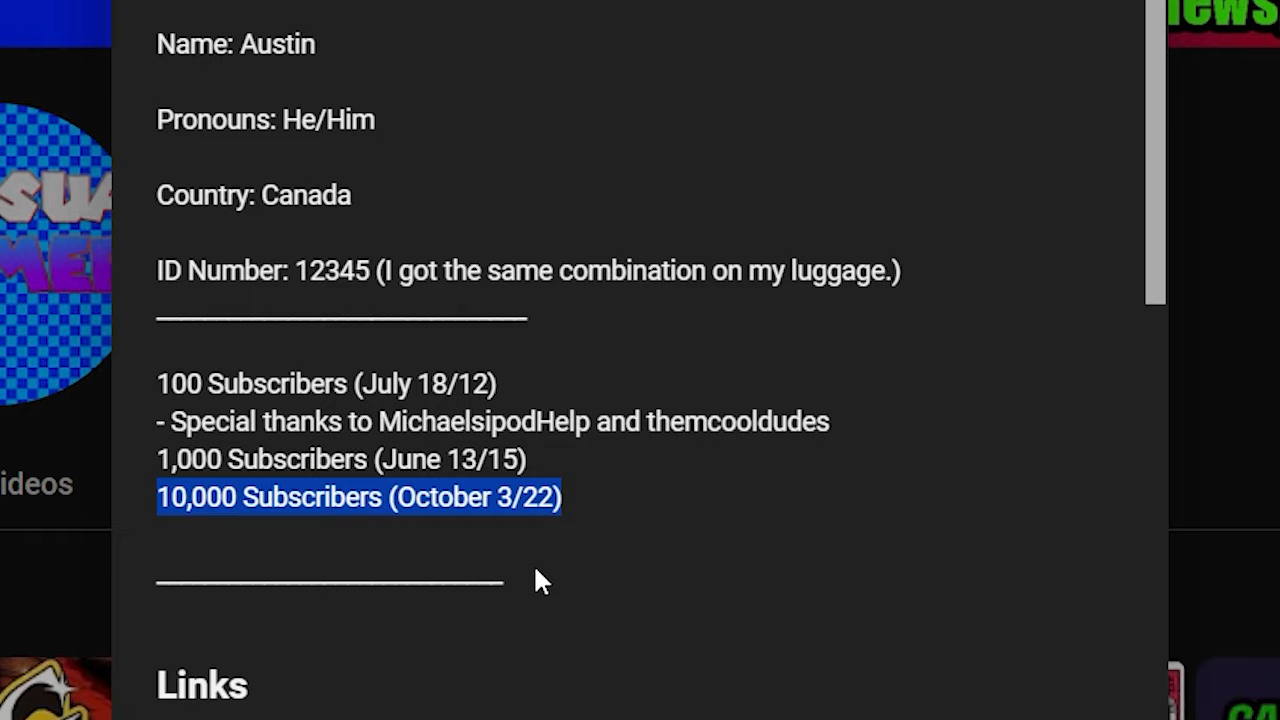 ews
Name: Austin
Pronouns: He/Him
Country: Canada
ID Number: 12345 (I got the same combination on my luggage.)
100 Subscribers (July 18/12)
- Special thanks to MichaelsipodHelp and themcooldudes
1,000 Subscribers (June 13/15)
ideos
10,000 Subscribers (October 3/22)
Links